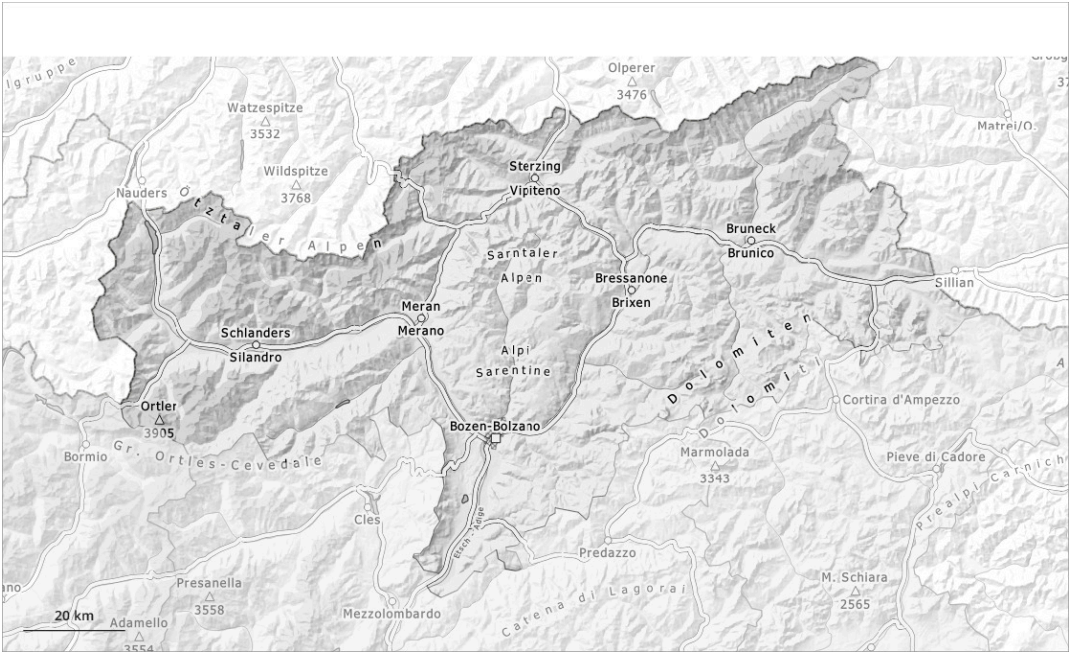 lgruppe
Olperer
3476
Watzespitze
3532
Matrei/O.
Wildspitze
3768
Sterzing
Vipiteno
Nauders
Ötztaler Alpen
Bruneck
Brunico
Sarntaler
Alpen
Bressanone
Brixen
Sillian
Meran
Merano
Schlanders
Silandro
Dolomiten
Alpi
Sarentine
Dolomiti
Ortler
3905
Cortina d'Ampezzo
Bozen-Bolzano
Bormio
Gr. Ortles-Cevedale
Marmolada
3343
Pieve di Cadore
Prealpi Carnich
Cles
Etsch - Adige
Predazzo
Presanella
3558
M. Schiara
2565
Catena di Lagorai
Mezzolombardo
ano
20 km
Adamello
3554